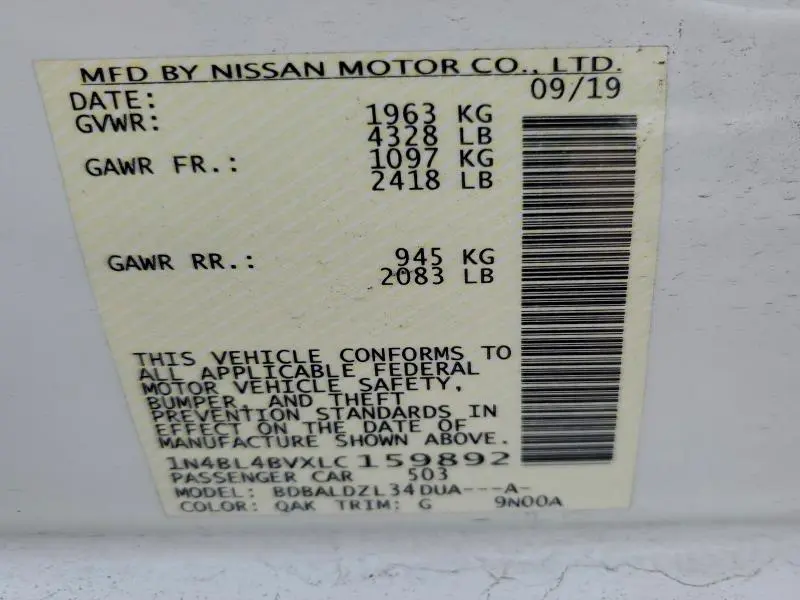 MFD BY NISSAN MOTOR CO., LTD.
DATE: 09/19
GVWR: 1963 KG
4328 LB
GAWR FR.: 1097 KG
2418 LB
GAWR RR.: 945 KG
2083 LB
THIS VEHICLE CONFORMS TO
ALL APPLICABLE FEDERAL
MOTOR VEHICLE SAFETY,
BUMPER, AND THEFT
PREVENTION STANDARDS IN
EFFECT ON THE DATE OF
MANUFACTURE SHOWN ABOVE.
1N4BL4BVXLC159892
PASSENGER CAR 503
MODEL: BDBALDZL34DUA---A-
COLOR: QAK TRIM: G 9N00A